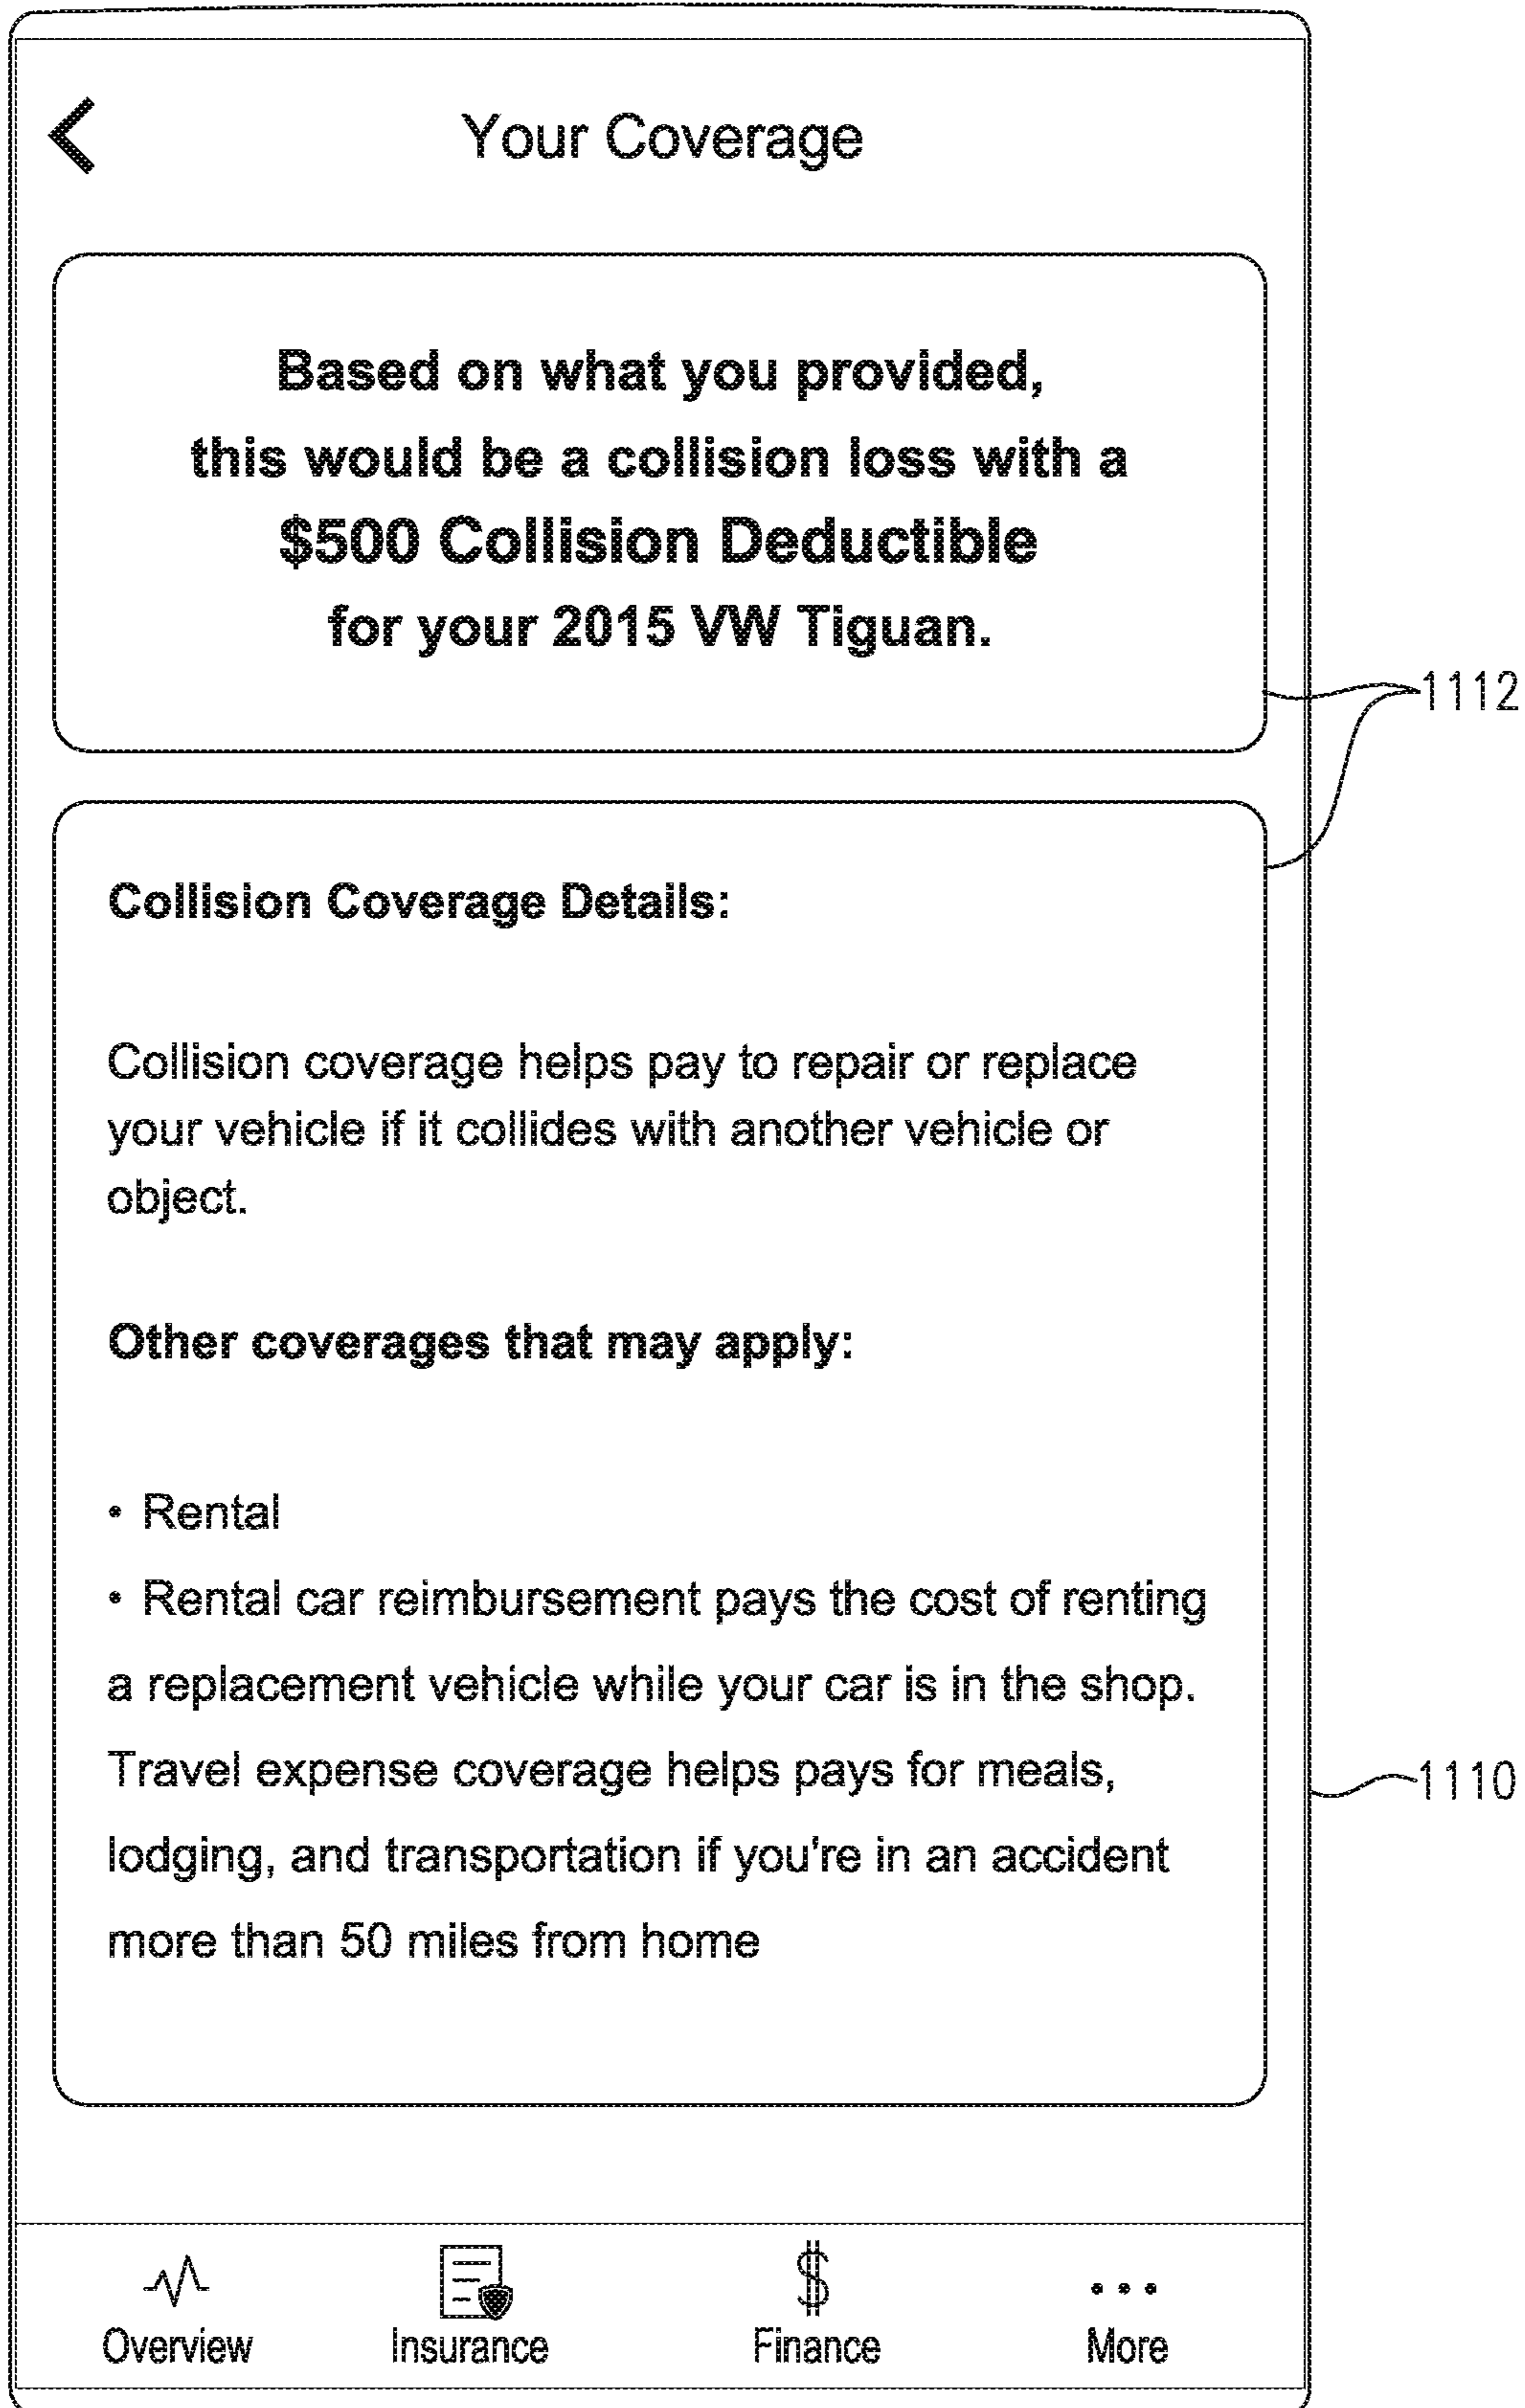 Your Coverage
Based on what you provided,
this would be a collision loss with a
$500 Collision Deductible
for your 2015 VW Tiguan.
1112
Collision Coverage Details:
Collision coverage helps pay to repair or replace
your vehicle if it collides with another vehicle or
object.
Other coverages that may apply:
• Rental
• Rental car reimbursement pays the cost of renting
a replacement vehicle while your car is in the shop.
Travel expense coverage helps pays for meals,
lodging, and transportation if you're in an accident
more than 50 miles from home
1110
Overview Insurance Finance More